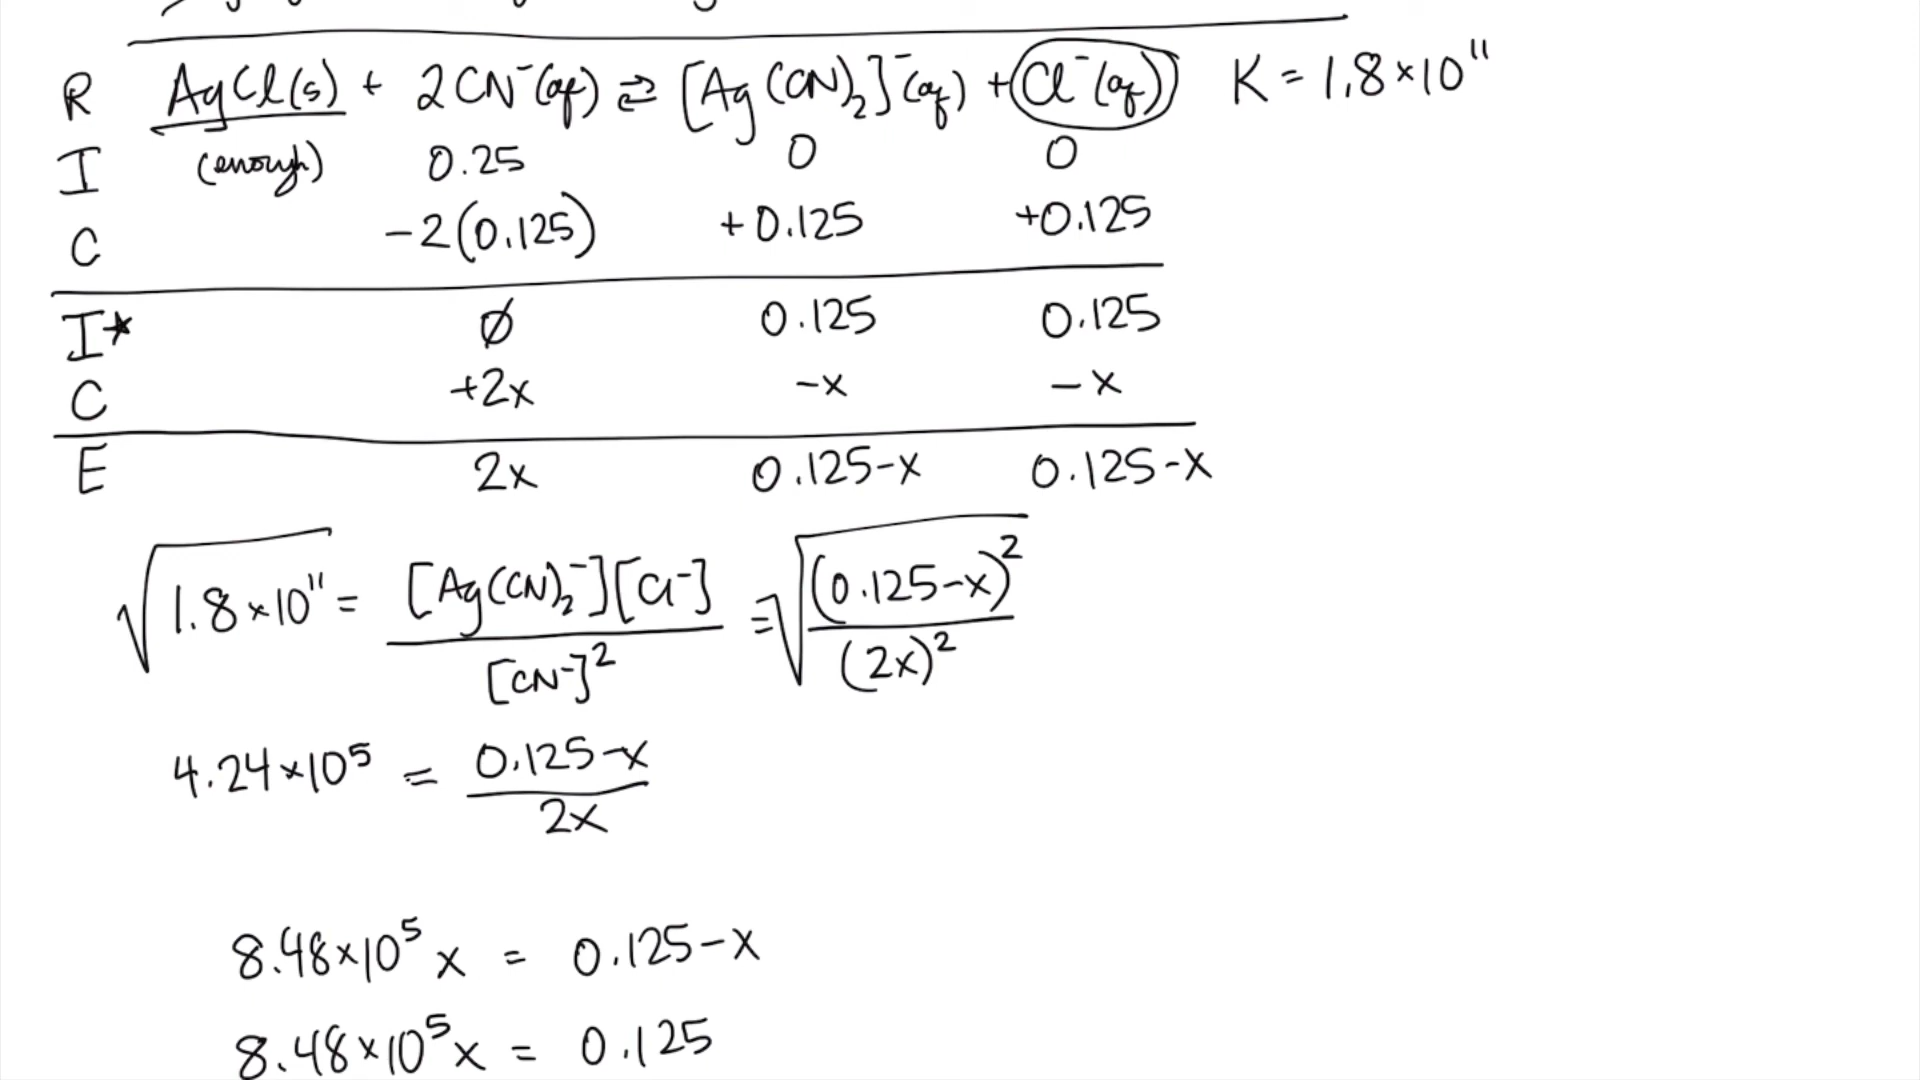 R AgCl(s) + 2CN⁻(aq) ⇌ [Ag(CN)₂]⁻(aq) + Cl⁻(aq) K = 1.8×10¹¹
I (enough) 0.25 0 0
C −2(0.125) +0.125 +0.125
I* ∅ 0.125 0.125
C +2x −x −x
E 2x 0.125−x 0.125−x
√1.8×10¹¹ = [Ag(CN)₂⁻][Cl⁻] / [CN⁻]² = √(0.125−x)² / (2x)²
4.24×10⁵ = 0.125−x / 2x
8.48×10⁵ x = 0.125−x
8.48×10⁵ x = 0.125